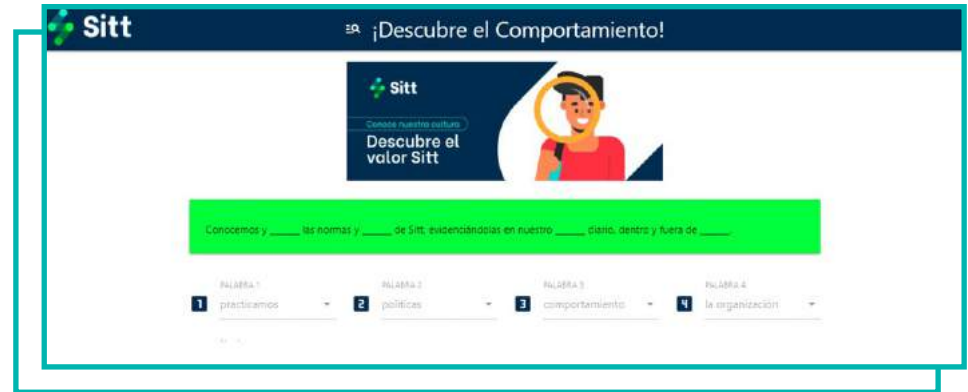 Sitt
¡Descubre el Comportamiento!
Sitt
Conoce nuestra cultura
Descubre el
valor Sitt
Conocemos y _____ las normas y _____ de Sitt, evidenciándolas en nuestro _____ diario, dentro y fuera de _____.
PALABRA 1
PALABRA 2
PALABRA 3
PALABRA 4
1 practicamos
2 políticas
3 comportamiento
4 la organización